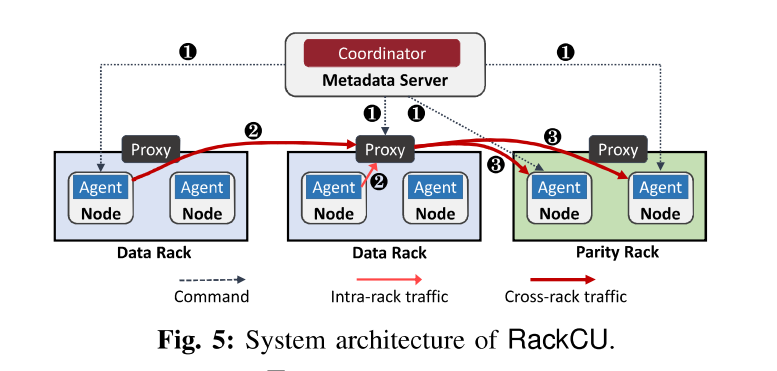 Coordinator
Metadata Server
❶ ❶ ❶ ❶
❷ ❷ ❸ ❸
Proxy Proxy Proxy
Agent Agent Agent Agent Agent Agent
Node Node Node Node Node Node
Data Rack Data Rack Parity Rack
Command Intra-rack traffic Cross-rack traffic
Fig. 5: System architecture of RackCU.